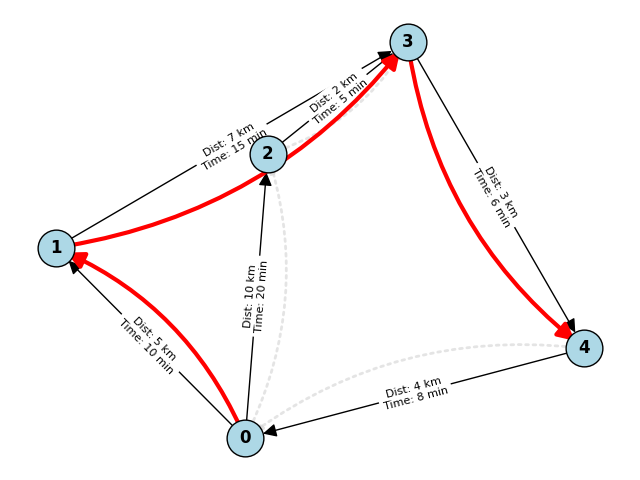 3
Dist: 2 km
Time: 5 min
Dist: 7 km
Time: 15 min
2
Dist: 3 km
Time: 6 min
1
Dist: 10 km
Time: 20 min
Dist: 5 km
Time: 10 min
4
Dist: 4 km
Time: 8 min
0